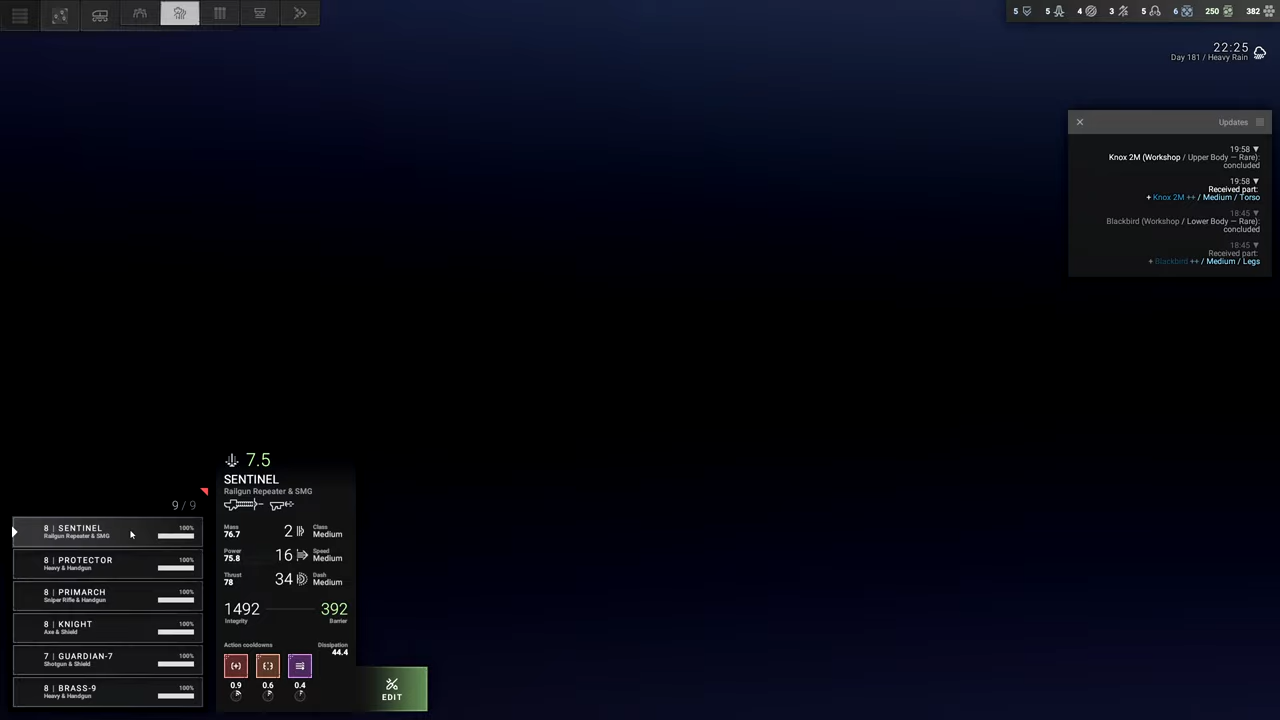 5 5 4 3 5 6 250 382
22:25
Day 181 / Heavy Rain
Updates
19:58
Knox 2M (Workshop / Upper Body — Rare):
concluded
19:58
Received part:
+ Knox 2M ++ / Medium / Torso
18:45
Blackbird (Workshop / Lower Body — Rare):
concluded
18:45
Received part:
+ Blackbird ++ / Medium / Legs
7.5
SENTINEL
Railgun Repeater & SMG
Mass
76.7
2
Class
Medium
Power
75.8
16
Speed
Medium
Thrust
78
34
Dash
Medium
1492
Integrity
392
Barrier
Action cooldowns
Dissipation
44.4
0.9 0.6 0.4
EDIT
9 / 9
8 | SENTINEL
Railgun Repeater & SMG
100%
8 | PROTECTOR
Heavy & Handgun
100%
8 | PRIMARCH
Sniper Rifle & Handgun
100%
8 | KNIGHT
Axe & Shield
100%
7 | GUARDIAN-7
Shotgun & Shield
100%
8 | BRASS-9
Heavy & Handgun
100%